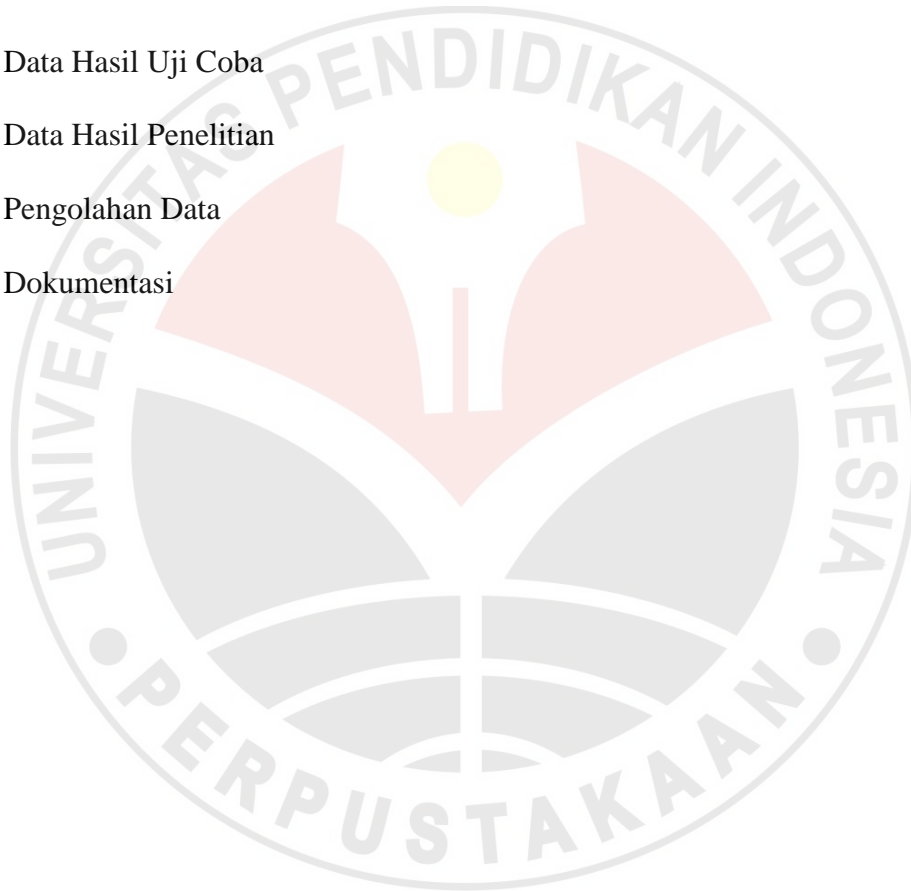 Data Hasil Uji Coba
Data Hasil Penelitian
Pengolahan Data
Dokumentasi
UNIVERSITAS PENDIDIKAN INDONESIA
PERPUSTAKAAN